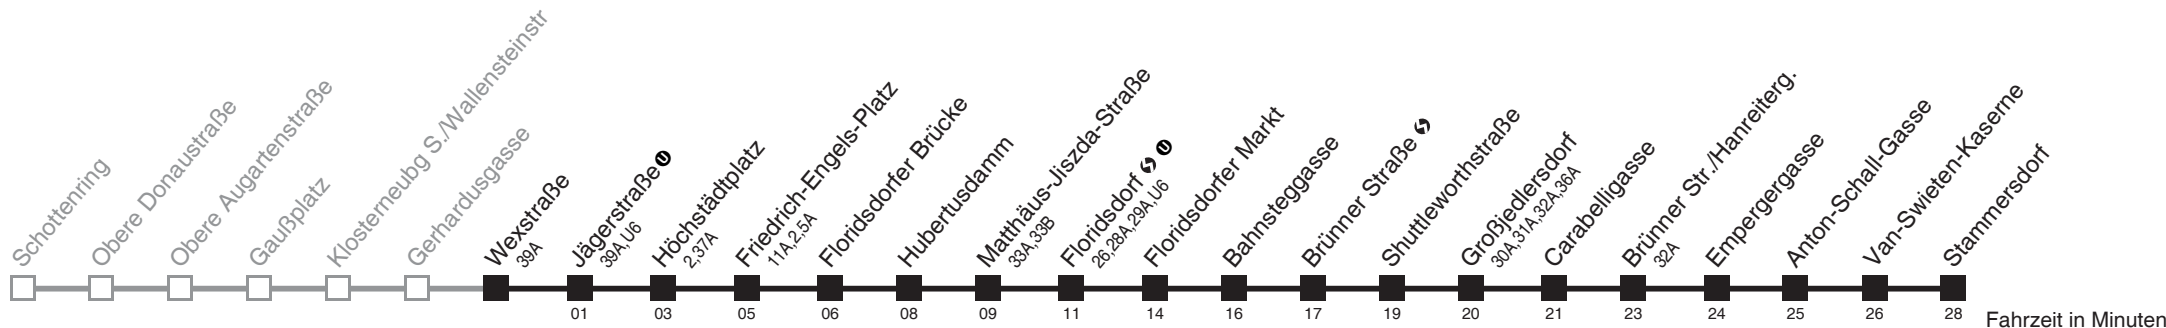 Schottenring
Obere Donaustraße
Obere Augartenstraße
Gaußplatz
Klosterneubg S./Wallensteinstr
Gerhardusgasse
Wexstraße
39A
Jägerstraße U
39A,U6
Höchstädtplatz
2,37A
Friedrich-Engels-Platz
11A,2,5A
Floridsdorfer Brücke
Hubertusdamm
Matthäus-Jiszda-Straße
33A,33B
Floridsdorf S U
26,28A,29A,U6
Floridsdorfer Markt
Bahnsteggasse
Brünner Straße S
Shuttleworthstraße
Großjedlersdorf
30A,31A,32A,36A
Carabelligasse
Brünner Str./Hanreiterg.
32A
Empergergasse
Anton-Schall-Gasse
Van-Swieten-Kaserne
Stammersdorf
01 03 05 06 08 09 11 14 16 17 19 20 21 23 24 25 26 28 Fahrzeit in Minuten